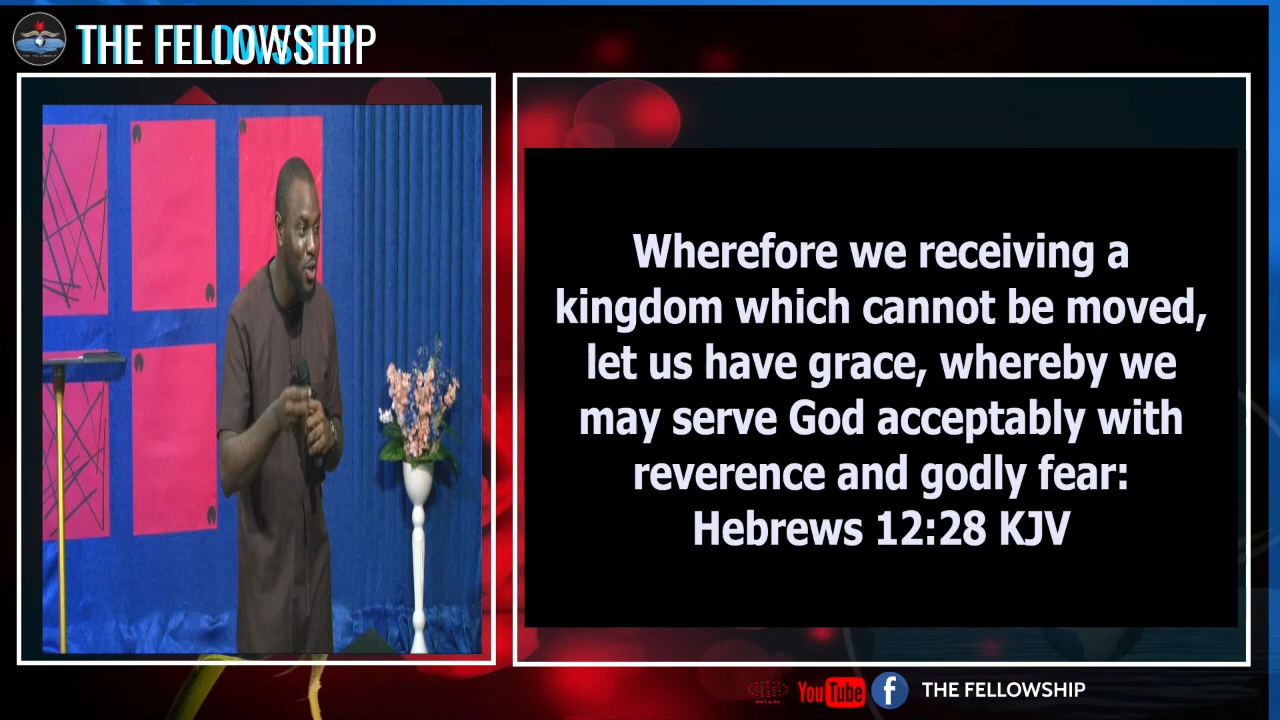 THE FELLOWSHIP
Wherefore we receiving a
kingdom which cannot be moved,
let us have grace, whereby we
may serve God acceptably with
reverence and godly fear:
Hebrews 12:28 KJV
YouTube
THE FELLOWSHIP